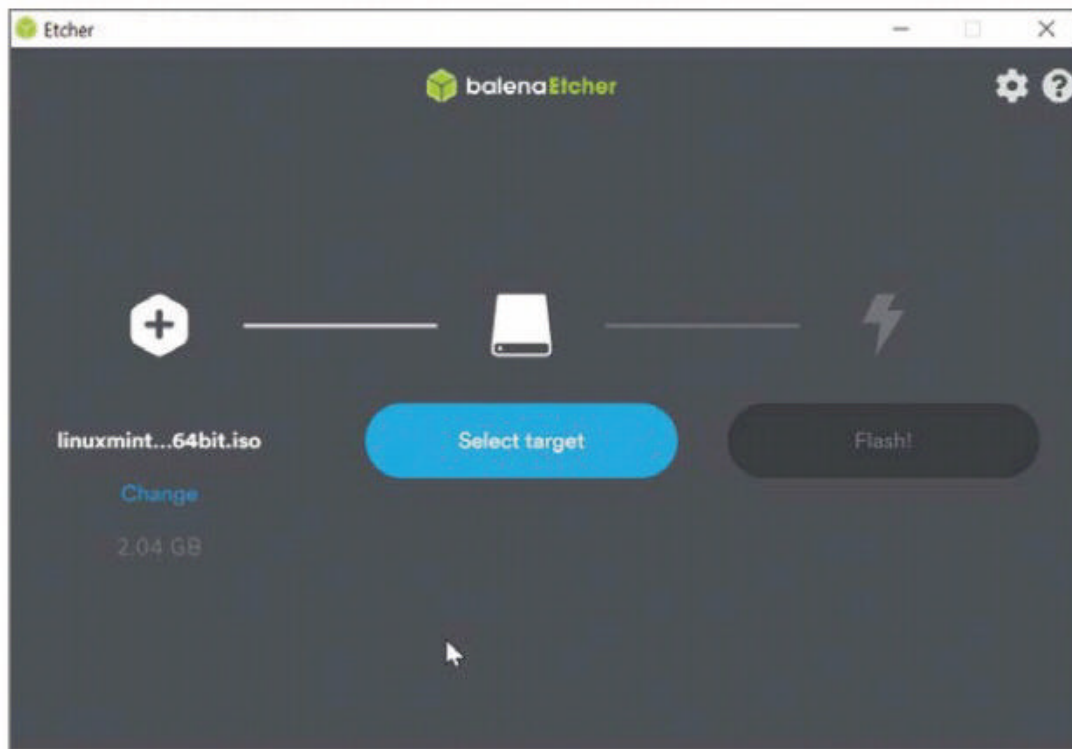 Etcher
balenaEtcher
linuxmint...64bit.iso
Select target
Flash!
Change
2.04 GB